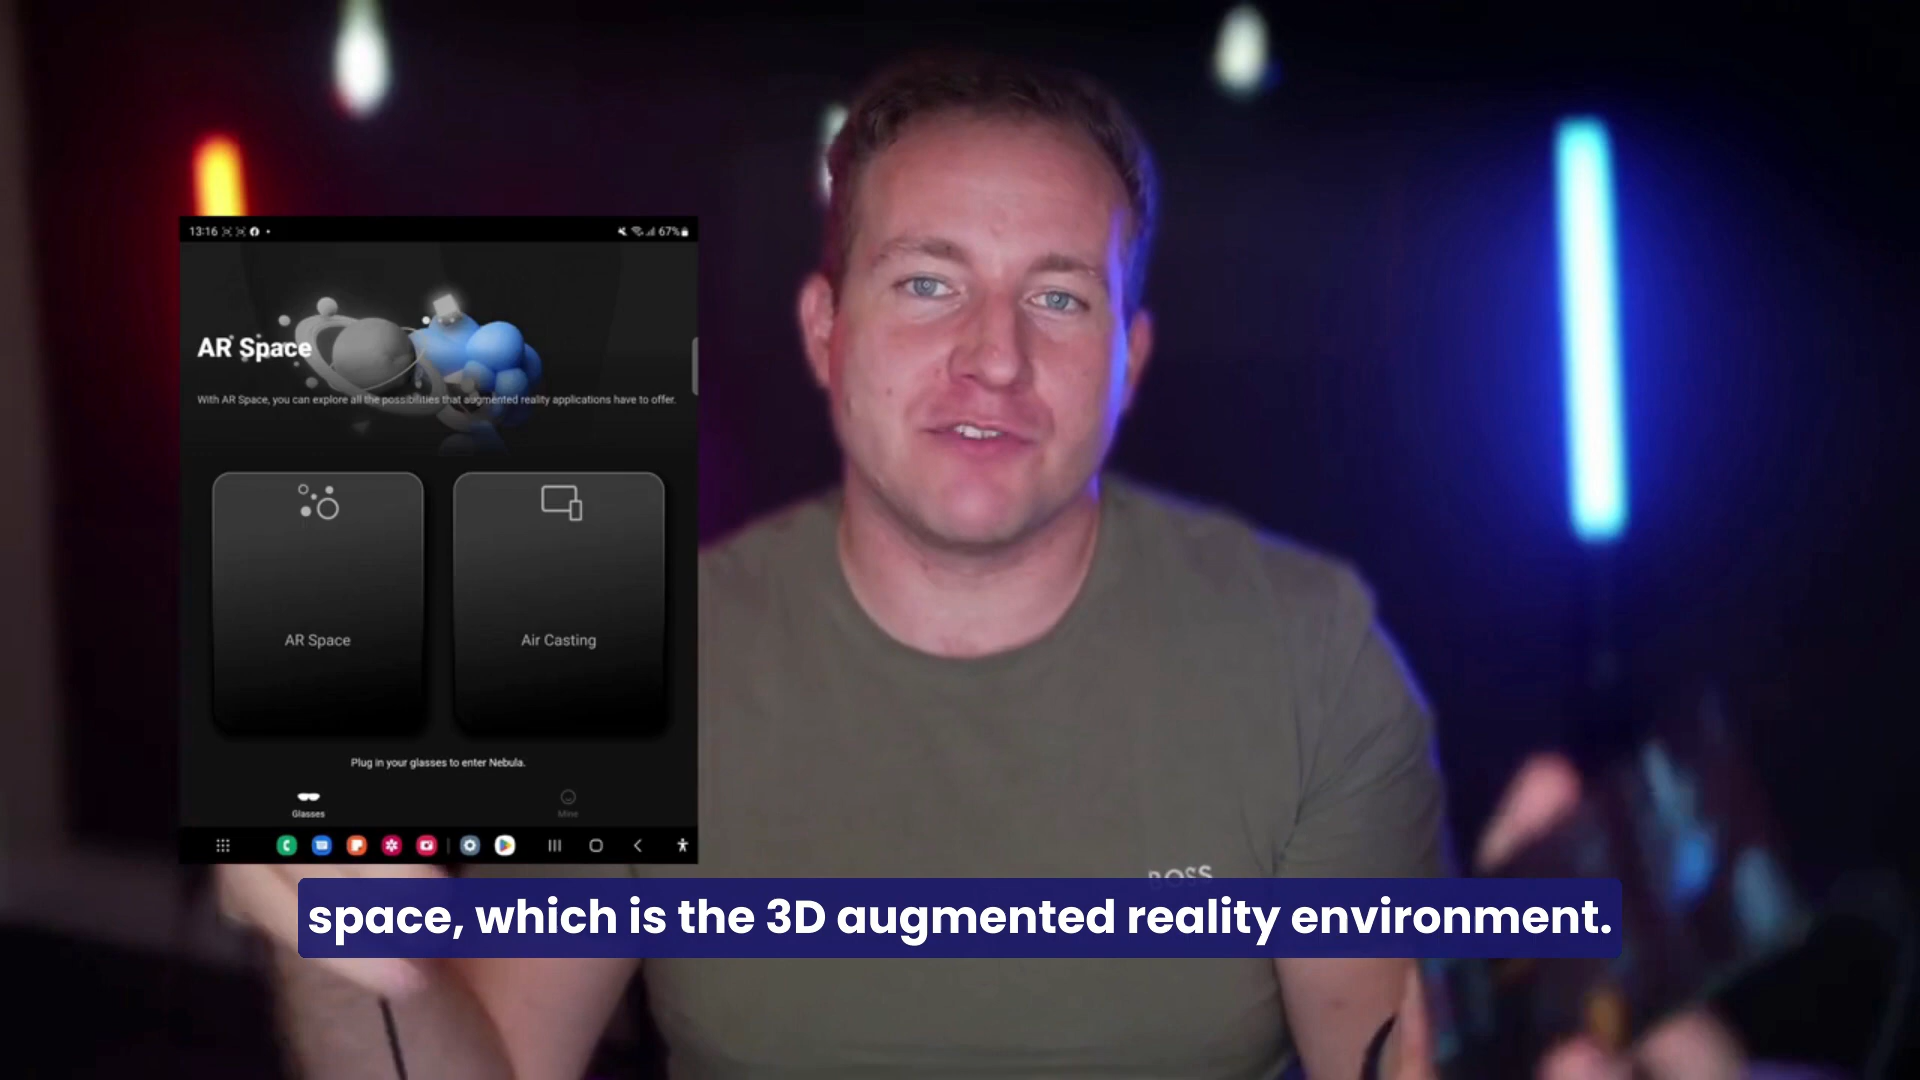 13:16
67%
AR Space
With AR Space, you can explore all the possibilities that augmented reality applications have to offer.
AR Space
Air Casting
Plug in your glasses to enter Nebula.
Glasses
Mine
BOSS
space, which is the 3D augmented reality environment.